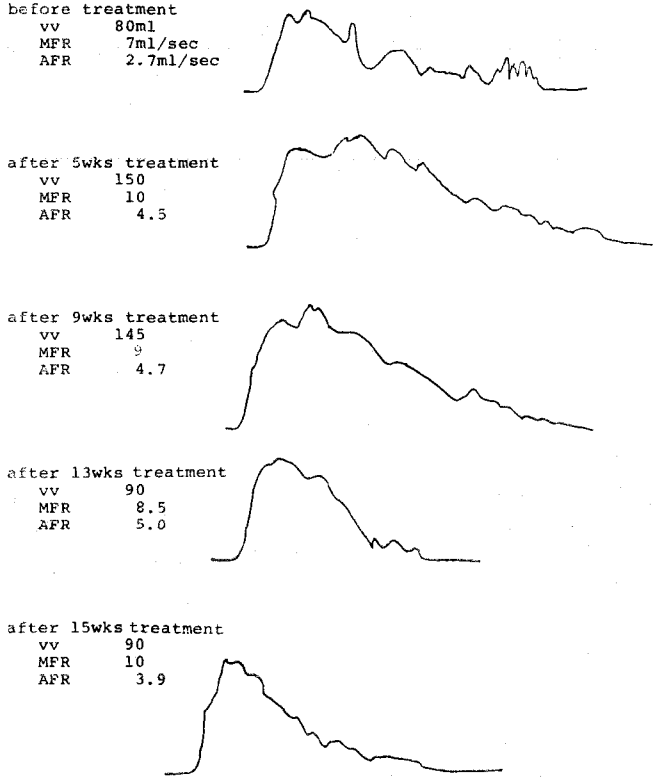 before treatment
vv 80ml
MFR 7ml/sec
AFR 2.7ml/sec
after 5wks treatment
vv 150
MFR 10
AFR 4.5
after 9wks treatment
vv 145
MFR 9
AFR 4.7
after 13wks treatment
vv 90
MFR 8.5
AFR 5.0
after 15wks treatment
vv 90
MFR 10
AFR 3.9